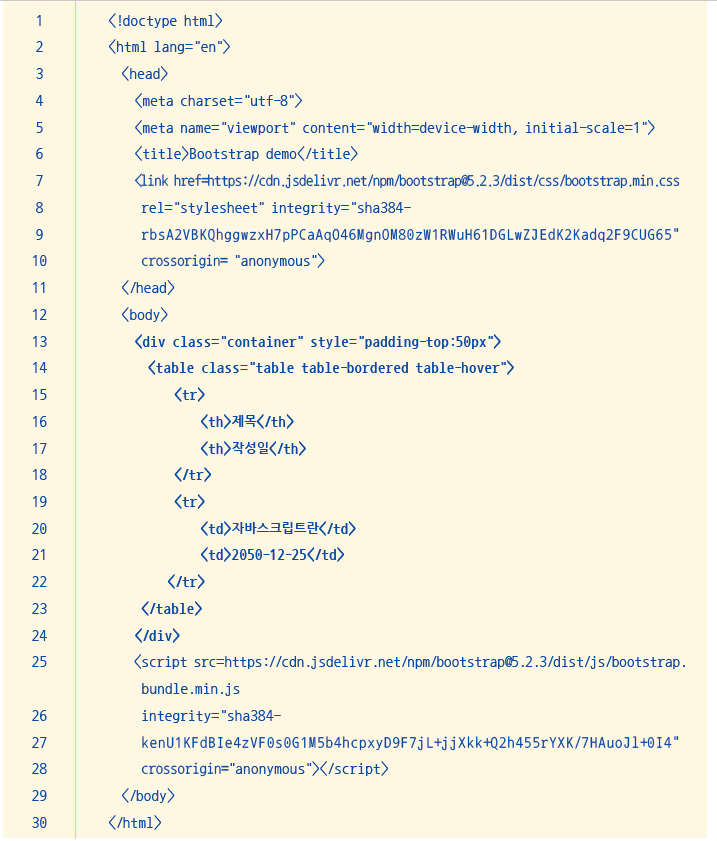 1 <!doctype html>
2 <html lang="en">
3 <head>
4 <meta charset="utf-8">
5 <meta name="viewport" content="width=device-width, initial-scale=1">
6 <title>Bootstrap demo</title>
7 <link href=https://cdn.jsdelivr.net/npm/bootstrap@5.2.3/dist/css/bootstrap.min.css
8 rel="stylesheet" integrity="sha384-
9 rbsA2VBKQhggwzxH7pPCaAqO46MgnOM80zW1RWuH61DGLwZJEdK2Kadq2F9CUG65"
10 crossorigin= "anonymous">
11 </head>
12 <body>
13 <div class="container" style="padding-top:50px">
14 <table class="table table-bordered table-hover">
15 <tr>
16 <th>제목</th>
17 <th>작성일</th>
18 </tr>
19 <tr>
20 <td>자바스크립트란</td>
21 <td>2050-12-25</td>
22 </tr>
23 </table>
24 </div>
25 <script src=https://cdn.jsdelivr.net/npm/bootstrap@5.2.3/dist/js/bootstrap.
bundle.min.js
26 integrity="sha384-
27 kenU1KFdBIe4zVF0s0G1M5b4hcpxyD9F7jL+jjXkk+Q2h455rYXK/7HAuoJl+0I4"
28 crossorigin="anonymous"></script>
29 </body>
30 </html>